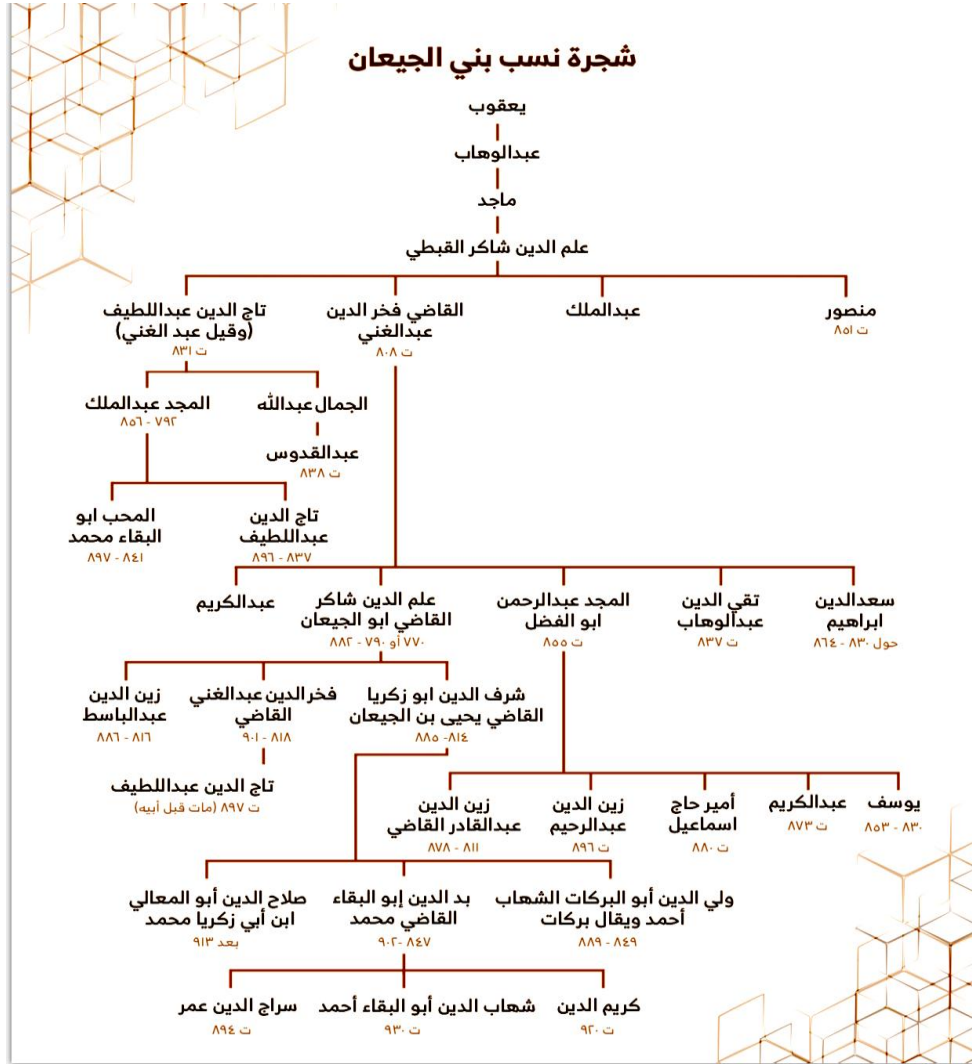 شجرة نسب بني الجيعان
يعقوب
عبدالوهاب
ماجد
علم الدين شاكر القبطي
منصور
ت ٨٥١
عبدالملك
القاضي فخر الدين
عبدالغني
ت ٨٠٨
تاج الدين عبداللطيف
(وقيل عبد الغني)
ت ٨٣١
الجمال عبدالله
المجد عبدالملك
٧٩٢ - ٨٥٦
عبدالقدوس
ت ٨٣٨
تاج الدين
عبداللطيف
٨٣٧ - ٨٩٦
المحب ابو
البقاء محمد
٨٤١ - ٨٩٧
سعدالدين
ابراهيم
حول ٨٣٠ - ٨٦٤
تقي الدين
عبدالوهاب
ت ٨٣٧
المجد عبدالرحمن
ابو الفضل
ت ٨٥٥
علم الدين شاكر
القاضي ابو الجيعان
٧٧٠ أو ٧٩٠ - ٨٨٢
عبدالكريم
شرف الدين ابو زكريا
القاضي يحيى بن الجيعان
٨١٤- ٨٨٥
فخر الدين عبدالغني
القاضي
٨١٨ - ٩٠١
زين الدين
عبدالباسط
٨١٦ - ٨٨٦
تاج الدين عبداللطيف
ت ٨٩٧ (مات قبل أبيه)
يوسف
٨٣٠ - ٨٥٣
عبدالكريم
ت ٨٧٣
أمير حاج
اسماعيل
ت ٨٨٠
زين الدين
عبدالرحيم
ت ٨٩٦
زين الدين
عبدالقادر القاضي
٨١١ - ٨٧٨
ولي الدين أبو البركات الشهاب
أحمد ويقال بركات
٨٤٩ - ٨٨٩
بد الدين إبو البقاء
القاضي محمد
٨٤٧ -٩٠٢
صلاح الدين أبو المعالي
ابن أبي زكريا محمد
بعد ٩١٣
كريم الدين
ت ٩٢٠
شهاب الدين أبو البقاء أحمد
ت ٩٣٠
سراج الدين عمر
ت ٨٩٤